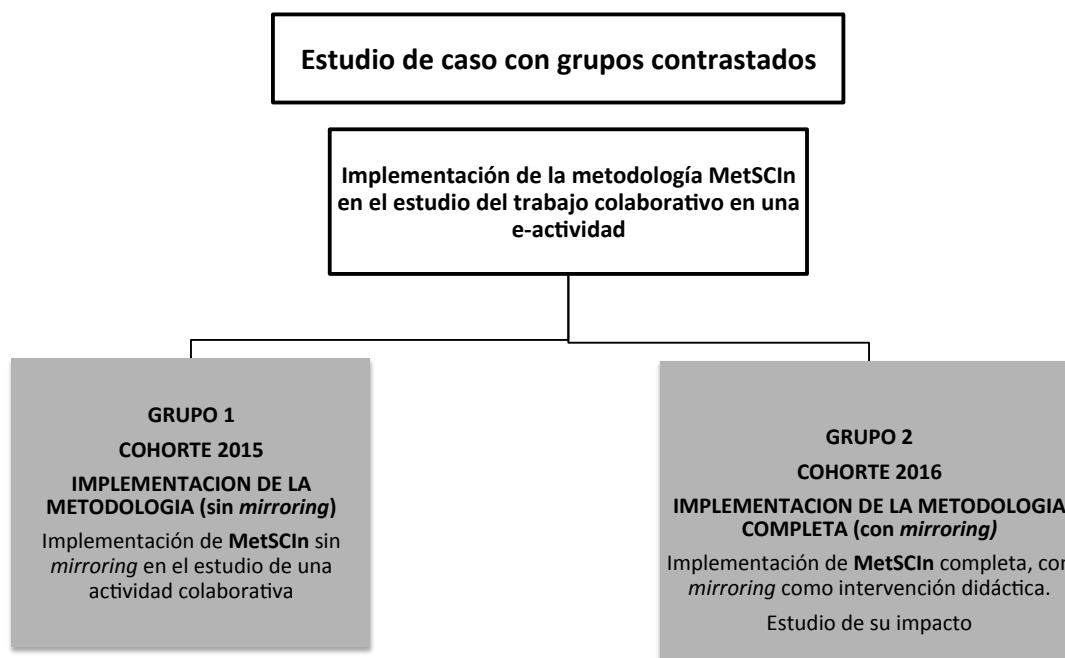 Estudio de caso con grupos contrastados
Implementación de la metodología MetSCIn
en el estudio del trabajo colaborativo en una
e-actividad
GRUPO 1
COHORTE 2015
IMPLEMENTACION DE LA
METODOLOGIA (sin mirroring)
Implementación de MetSCIn sin
mirroring en el estudio de una
actividad colaborativa
GRUPO 2
COHORTE 2016
IMPLEMENTACION DE LA METODOLOGIA
COMPLETA (con mirroring)
Implementación de MetSCIn completa, con
mirroring como intervención didáctica.
Estudio de su impacto